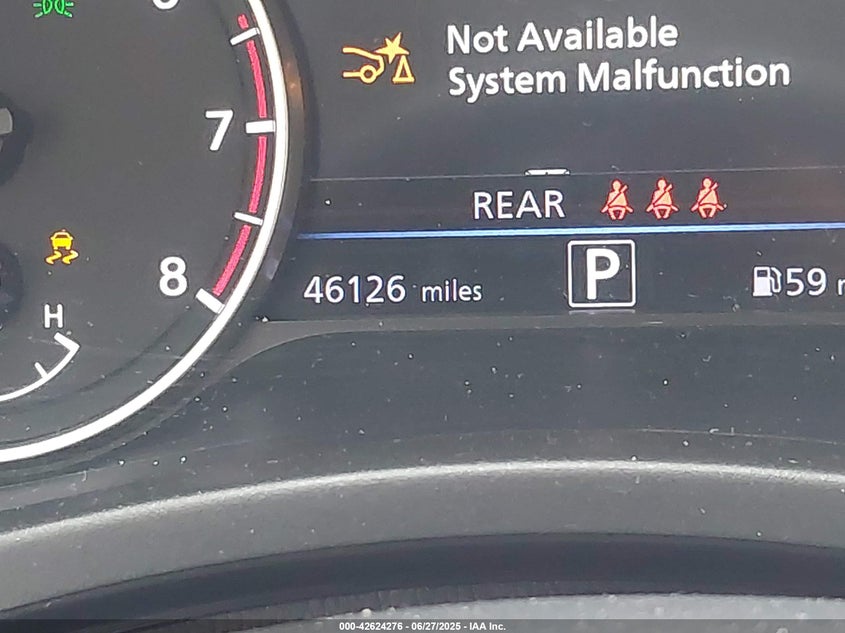 Not Available
System Malfunction
7
REAR
8
46126 miles
P
59
H
000-42624276 - 06/27/2025 - IAA Inc.